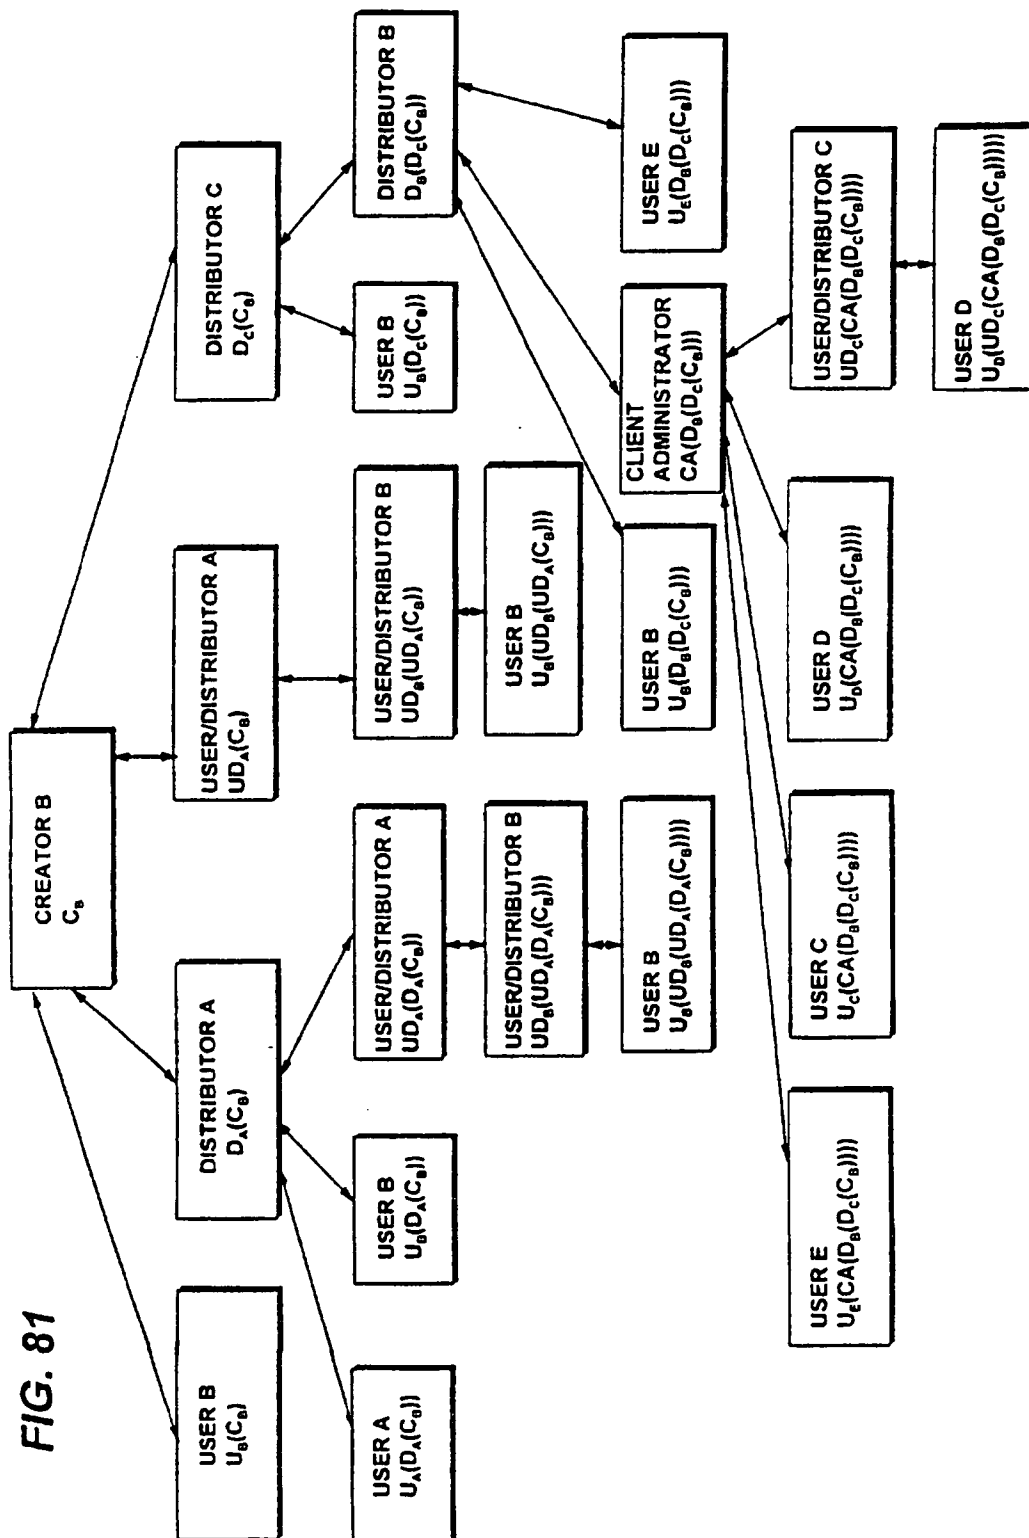 FIG. 81
CREATOR B
C_B
USER B
U_B(C_B)
DISTRIBUTOR A
D_A(C_B)
USER/DISTRIBUTOR A
UD_A(C_B)
DISTRIBUTOR C
D_C(C_B)
USER A
U_A(D_A(C_B))
USER B
U_B(D_A(C_B))
USER/DISTRIBUTOR A
UD_A(D_A(C_B))
USER/DISTRIBUTOR B
UD_B(UD_A(C_B))
USER B
U_B(D_C(C_B))
DISTRIBUTOR B
D_B(D_C(C_B))
USER/DISTRIBUTOR B
UD_B(UD_A(D_A(C_B)))
USER B
U_B(UD_B(UD_A(C_B)))
USER B
U_B(UD_B(UD_A(D_A(C_B))))
USER B
U_B(D_B(D_C(C_B)))
CLIENT
ADMINISTRATOR
CA(D_B(D_C(C_B)))
USER E
U_E(D_B(D_C(C_B)))
USER E
U_E(CA(D_B(D_C(C_B))))
USER C
U_C(CA(D_B(D_C(C_B))))
USER D
U_D(CA(D_B(D_C(C_B))))
USER/DISTRIBUTOR C
UD_C(CA(D_B(D_C(C_B))))
USER D
U_D(UD_C(CA(D_B(D_C(C_B)))))